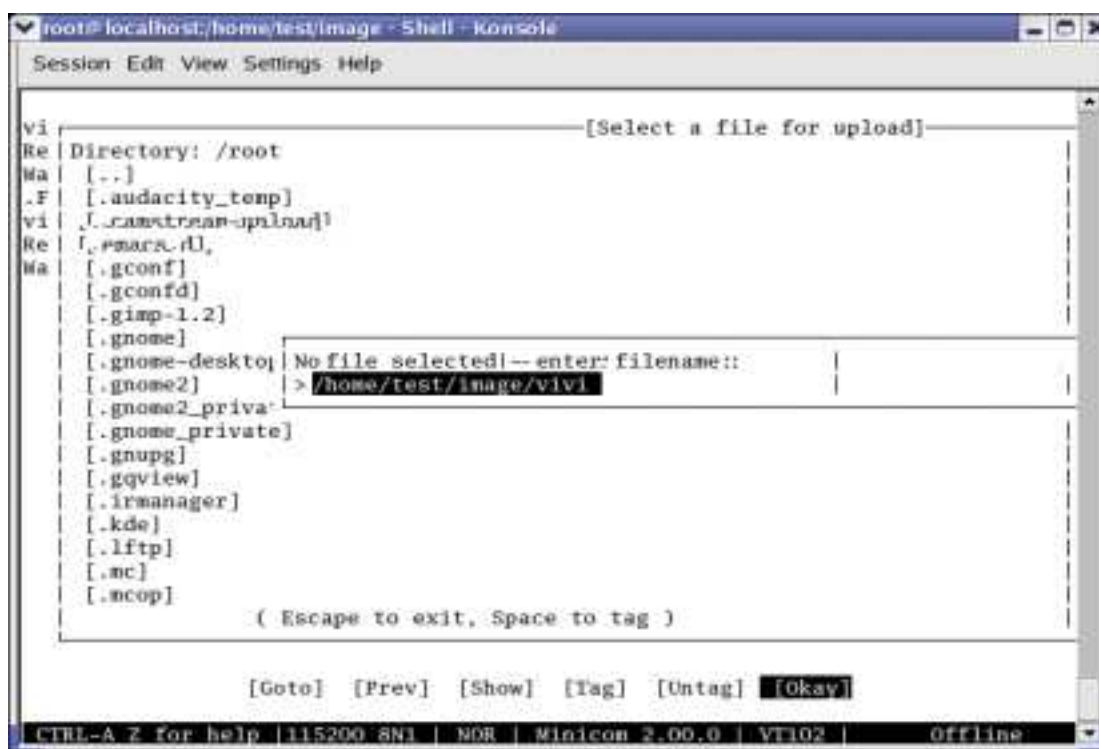 root@localhost:/home/test/image - Shell - Konsole
Session Edit View Settings Help
vi [Select a file for upload]
Re |Directory: /root
Wa | [..]
.F | [.audacity_temp]
vi | [.camstream-upload]
Re |
Wa | [.gconf]
| [.gconfd]
| [.gimp-1.2]
| [.gnome]
| [.gnome-desktop |No file selected -- enter filename:
| [.gnome2] |> /home/test/image/vivi
| [.gnome2_priva
| [.gnome_private]
| [.gnupg]
| [.gqview]
| [.irmanager]
| [.kde]
| [.lftp]
| [.mc]
| [.mcop]
( Escape to exit, Space to tag )
[Goto] [Prev] [Show] [Tag] [Untag] [Okay]
CTRL-A Z for help |115200 8N1 | NOR | Minicom 2.00.0 | VT102 | Offline